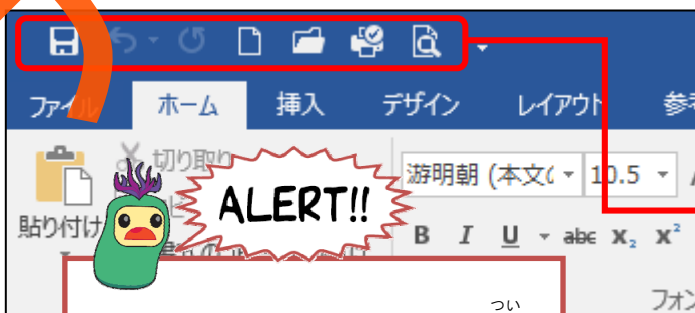 ファイル ホーム 挿入 デザイン レイアウト 参考
切り取り
游明朝 (本文( 10.5
ALERT!!
貼り付け
B I U abc X₂ X²
つい
フォン